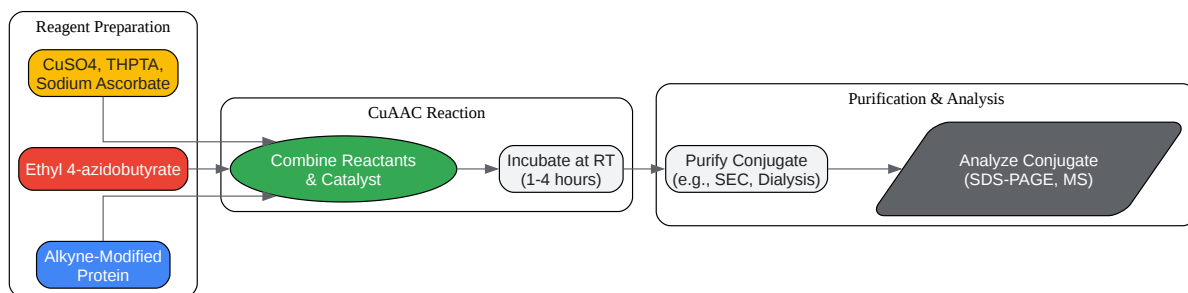 Reagent Preparation
CuSO4, THPTA,
Sodium Ascorbate
Ethyl 4-azidobutyrate
Alkyne-Modified
Protein
CuAAC Reaction
Combine Reactants
& Catalyst
Incubate at RT
(1-4 hours)
Purification & Analysis
Purify Conjugate
(e.g., SEC, Dialysis)
Analyze Conjugate
(SDS-PAGE, MS)